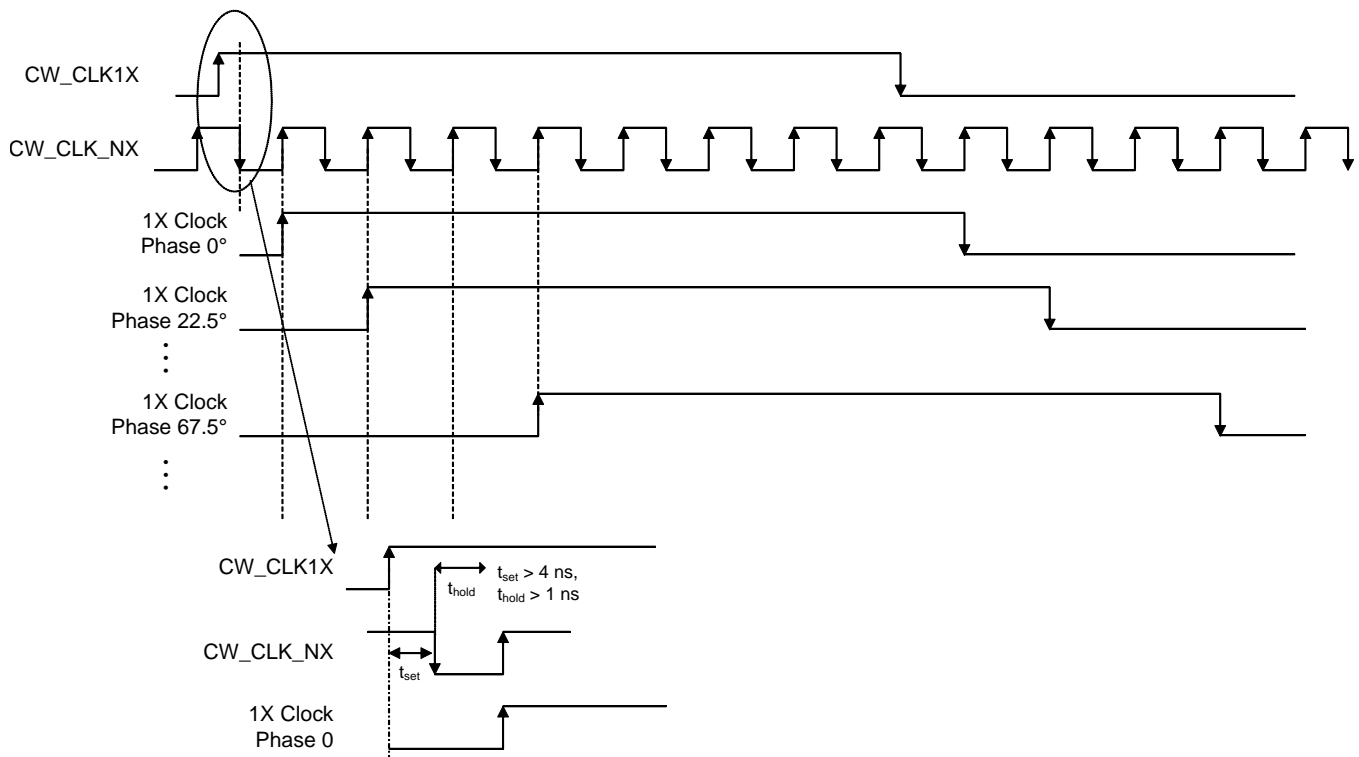 CW_CLK1X
CW_CLK_NX
1X Clock
Phase 0°
1X Clock
Phase 22.5°
1X Clock
Phase 67.5°
CW_CLK1X
thold
tset > 4 ns,
thold > 1 ns
CW_CLK_NX
tset
1X Clock
Phase 0